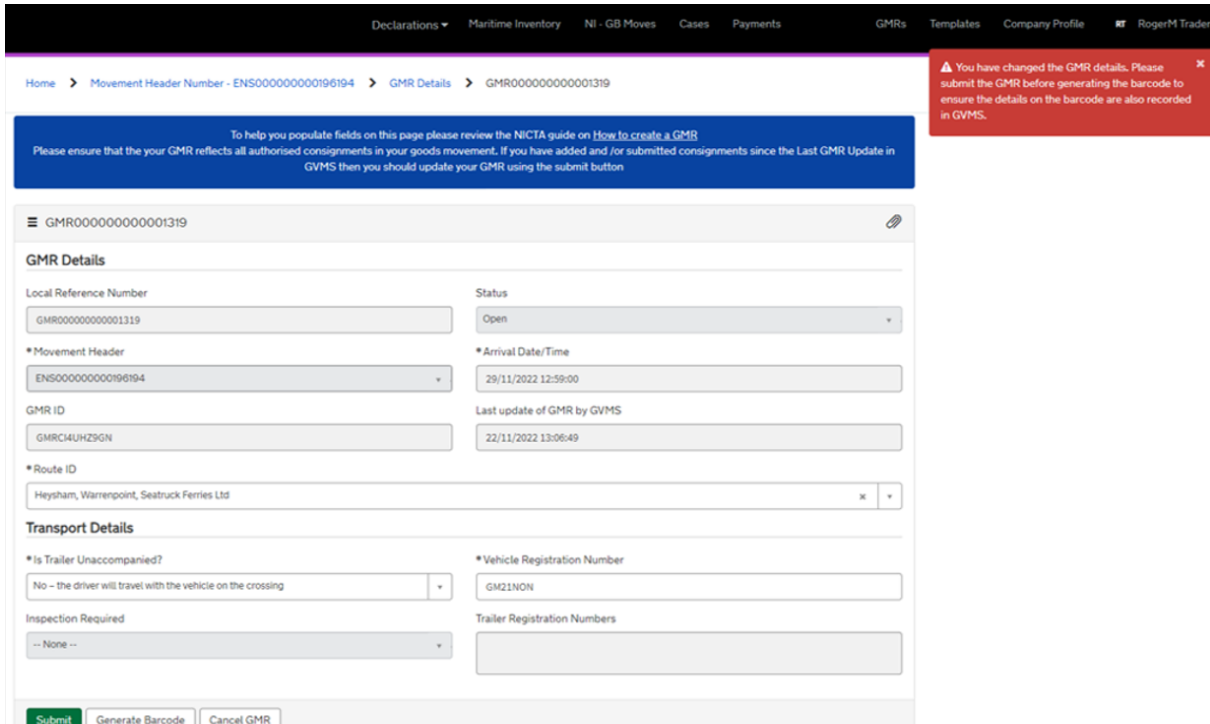 Declarations Maritime Inventory NI - GB Moves Cases Payments GMRs Templates Company Profile RT RogerM Trader
You have changed the GMR details. Please
submit the GMR before generating the barcode to
ensure the details on the barcode are also recorded
in GVMS.
Home > Movement Header Number - ENS000000000196194 > GMR Details > GMR000000000001319
To help you populate fields on this page please review the NICTA guide on How to create a GMR
Please ensure that the your GMR reflects all authorised consignments in your goods movement. If you have added and /or submitted consignments since the Last GMR Update in
GVMS then you should update your GMR using the submit button
GMR000000000001319
GMR Details
Local Reference Number
GMR000000000001319
Status
Open
*Movement Header
ENS000000000196194
*Arrival Date/Time
29/11/2022 12:59:00
GMR ID
GMRCI4UHZ9GN
Last update of GMR by GVMS
22/11/2022 13:06:49
*Route ID
Heysham, Warrenpoint, Seatruck Ferries Ltd
Transport Details
*Is Trailer Unaccompanied?
No – the driver will travel with the vehicle on the crossing
*Vehicle Registration Number
GM21NON
Inspection Required
-- None --
Trailer Registration Numbers
Submit Generate Barcode Cancel GMR